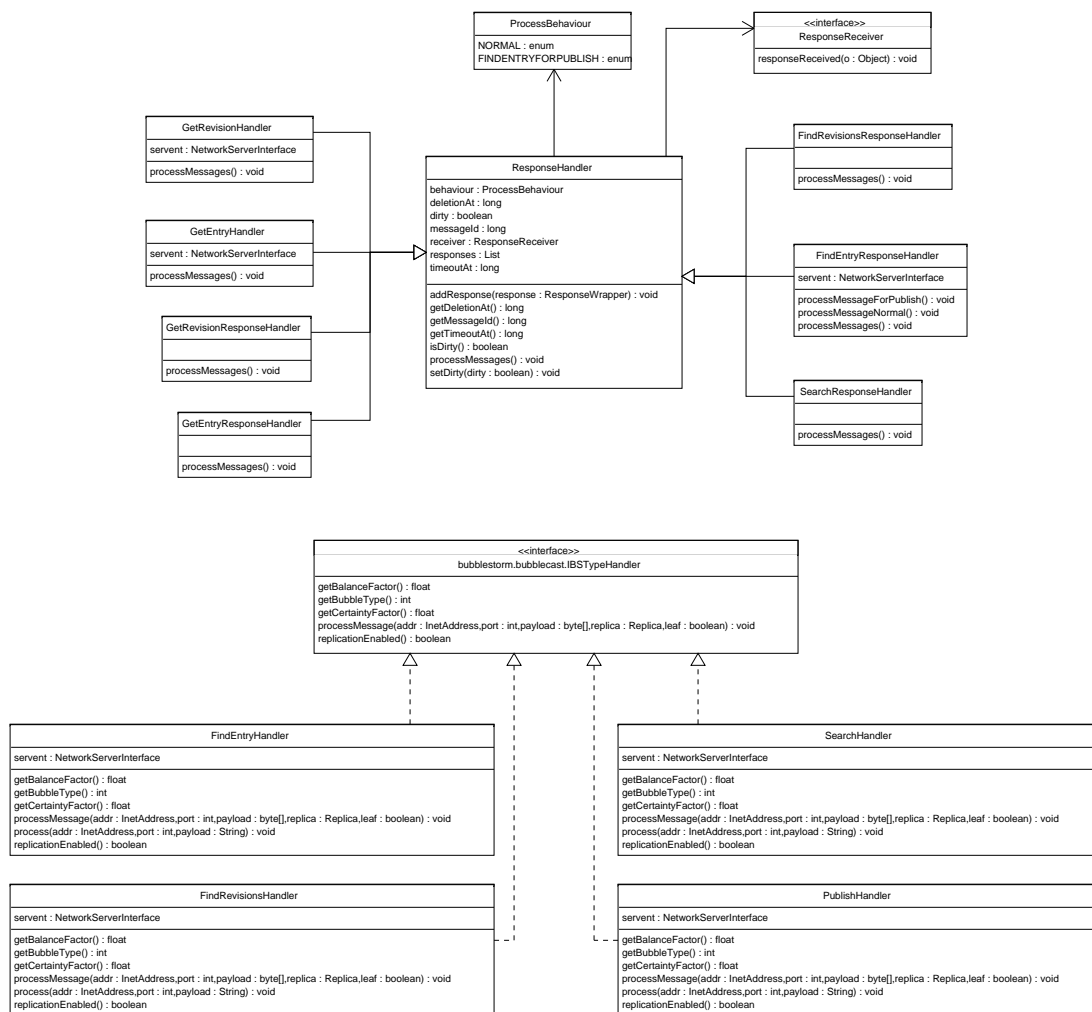 ProcessBehaviour
NORMAL : enum
FINDENTRYFORPUBLISH : enum
<<interface>>
ResponseReceiver
responseReceived(o : Object) : void
GetRevisionHandler
servent : NetworkServerInterface
processMessages() : void
GetEntryHandler
servent : NetworkServerInterface
processMessages() : void
GetRevisionResponseHandler
processMessages() : void
GetEntryResponseHandler
processMessages() : void
ResponseHandler
behaviour : ProcessBehaviour
deletionAt : long
dirty : boolean
messageId : long
receiver : ResponseReceiver
responses : List
timeoutAt : long
addResponse(response : ResponseWrapper) : void
getDeletionAt() : long
getMessageId() : long
getTimeoutAt() : long
isDirty() : boolean
processMessages() : void
setDirty(dirty : boolean) : void
FindRevisionsResponseHandler
processMessages() : void
FindEntryResponseHandler
servent : NetworkServerInterface
processMessageForPublish() : void
processMessageNormal() : void
processMessages() : void
SearchResponseHandler
processMessages() : void
<<interface>>
bubblestorm.bubblecast.IBSTypeHandler
getBalanceFactor() : float
getBubbleType() : int
getCertaintyFactor() : float
processMessage(addr : InetAddress,port : int,payload : byte[],replica : Replica,leaf : boolean) : void
replicationEnabled() : boolean
FindEntryHandler
servent : NetworkServerInterface
getBalanceFactor() : float
getBubbleType() : int
getCertaintyFactor() : float
processMessage(addr : InetAddress,port : int,payload : byte[],replica : Replica,leaf : boolean) : void
process(addr : InetAddress,port : int,payload : String) : void
replicationEnabled() : boolean
SearchHandler
servent : NetworkServerInterface
getBalanceFactor() : float
getBubbleType() : int
getCertaintyFactor() : float
processMessage(addr : InetAddress,port : int,payload : byte[],replica : Replica,leaf : boolean) : void
process(addr : InetAddress,port : int,payload : String) : void
replicationEnabled() : boolean
FindRevisionsHandler
servent : NetworkServerInterface
getBalanceFactor() : float
getBubbleType() : int
getCertaintyFactor() : float
processMessage(addr : InetAddress,port : int,payload : byte[],replica : Replica,leaf : boolean) : void
process(addr : InetAddress,port : int,payload : String) : void
replicationEnabled() : boolean
PublishHandler
servent : NetworkServerInterface
getBalanceFactor() : float
getBubbleType() : int
getCertaintyFactor() : float
processMessage(addr : InetAddress,port : int,payload : byte[],replica : Replica,leaf : boolean) : void
process(addr : InetAddress,port : int,payload : String) : void
replicationEnabled() : boolean